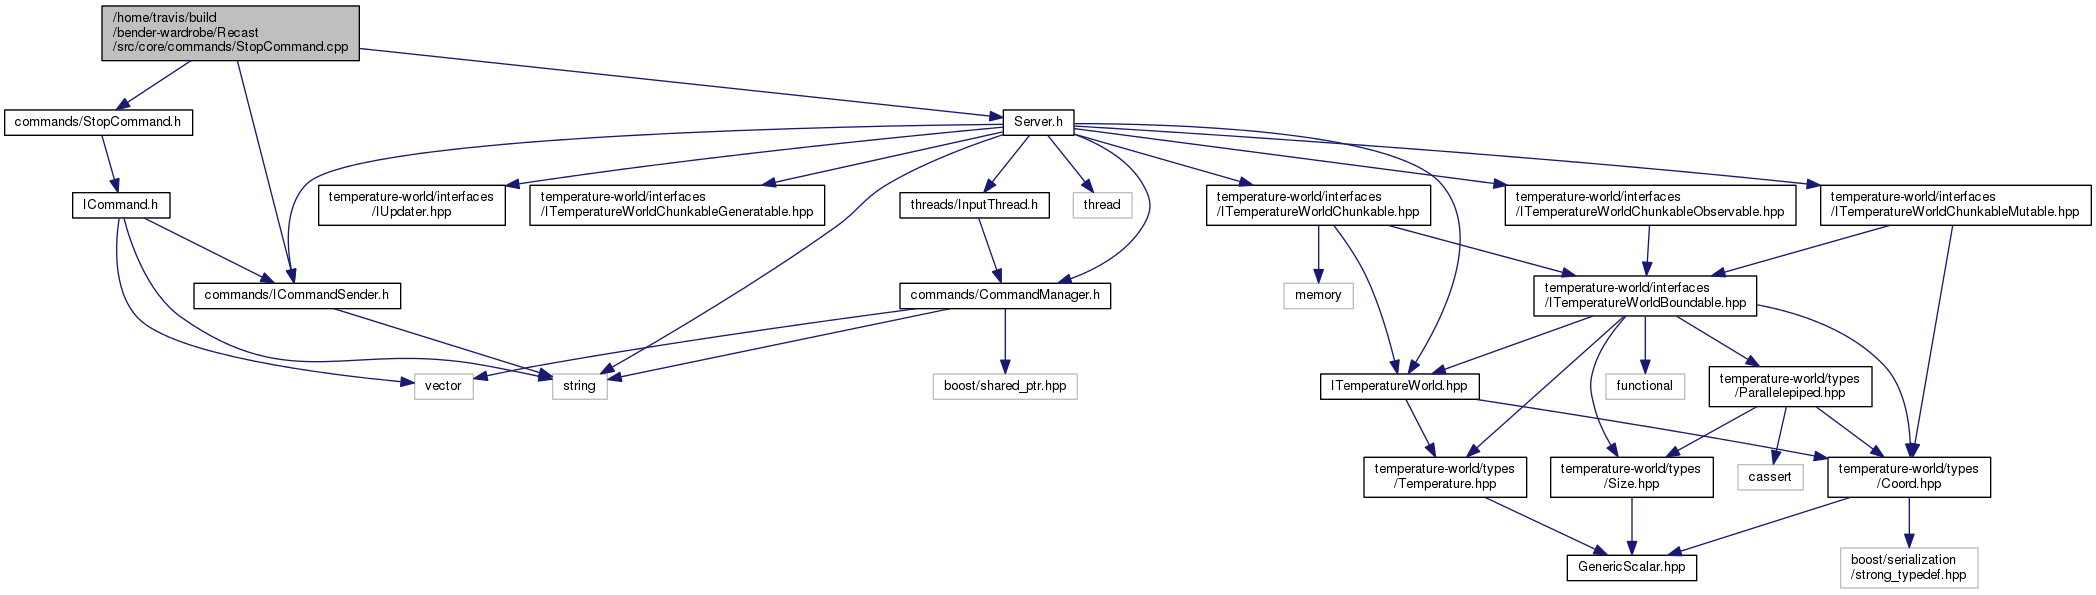 /home/travis/build
/bender-wardrobe/Recast
/src/core/commands/StopCommand.cpp
commands/StopCommand.h
Server.h
ICommand.h
temperature-world/interfaces
/IUpdater.hpp
temperature-world/interfaces
/ITemperatureWorldChunkableGeneratable.hpp
threads/InputThread.h
thread
temperature-world/interfaces
/ITemperatureWorldChunkable.hpp
temperature-world/interfaces
/ITemperatureWorldChunkableObservable.hpp
temperature-world/interfaces
/ITemperatureWorldChunkableMutable.hpp
commands/ICommandSender.h
commands/CommandManager.h
memory
temperature-world/interfaces
/ITemperatureWorldBoundable.hpp
vector
string
boost/shared_ptr.hpp
ITemperatureWorld.hpp
functional
temperature-world/types
/Parallelepiped.hpp
temperature-world/types
/Temperature.hpp
temperature-world/types
/Size.hpp
cassert
temperature-world/types
/Coord.hpp
GenericScalar.hpp
boost/serialization
/strong_typedef.hpp